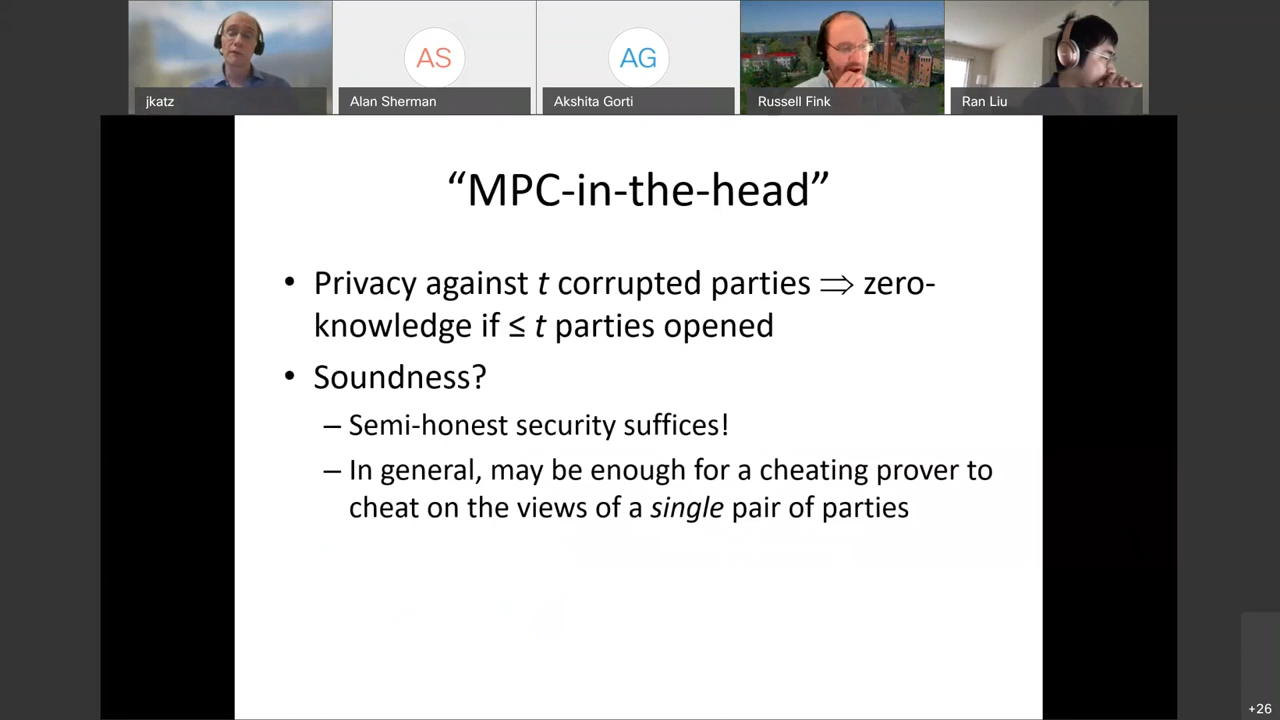 AS
AG
jkatz
Alan Sherman
Akshita Gorti
Russell Fink
Ran Liu
“MPC-in-the-head”
• Privacy against t corrupted parties ⇒ zero-
knowledge if ≤ t parties opened
• Soundness?
– Semi-honest security suffices!
– In general, may be enough for a cheating prover to
cheat on the views of a single pair of parties
+26